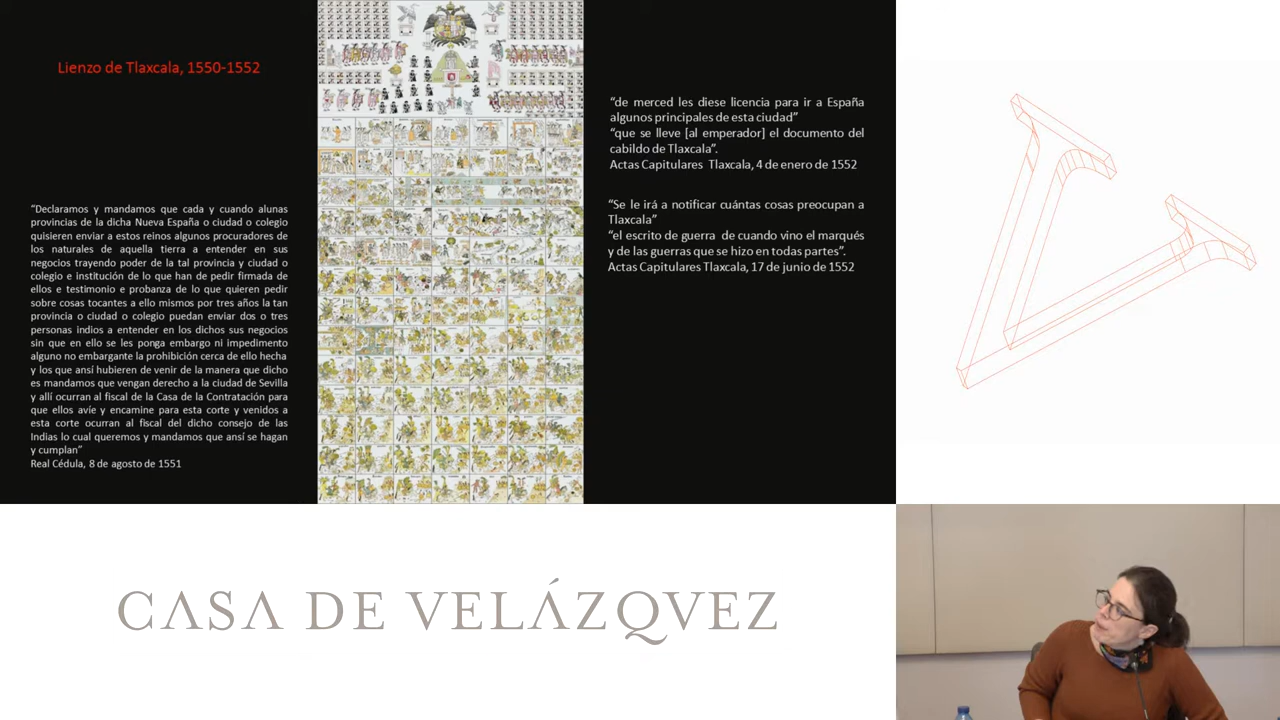 Lienzo de Tlaxcala, 1550-1552
“Declaramos y mandamos que cada y cuando alunas
provincias de la dicha Nueva España o ciudad o colegio
quisieren enviar a estos reinos algunos procuradores de
los naturales de aquella tierra a entender en sus
negocios trayendo poder de la tal provincia y ciudad o
colegio e institución de lo que han de pedir firmada de
ellos e testimonio e probanza de lo que quieren pedir
sobre cosas tocantes a ello mismos por tres años la tan
provincia o ciudad o colegio puedan enviar dos o tres
personas indios a entender en los dichos sus negocios
sin que en ello se les ponga embargo ni impedimento
alguno no embargante la prohibición cerca de ello hecha
y los que ansí hubieren de venir de la manera que dicho
es mandamos que vengan derecho a la ciudad de Sevilla
y allí ocurran al fiscal de la Casa de la Contratación para
que ellos avíe y encamine para esta corte y venidos a
esta corte ocurran al fiscal del dicho consejo de las
Indias lo cual queremos y mandamos que ansí se hagan
y cumplan”
Real Cédula, 8 de agosto de 1551
“de merced les diese licencia para ir a España
algunos principales de esta ciudad”
“que se lleve [al emperador] el documento del
cabildo de Tlaxcala”.
Actas Capitulares Tlaxcala, 4 de enero de 1552
“Se le irá a notificar cuántas cosas preocupan a
Tlaxcala”
“el escrito de guerra de cuando vino el marqués
y de las guerras que se hizo en todas partes”.
Actas Capitulares Tlaxcala, 17 de junio de 1552
CASA DE VELÁZQVEZ